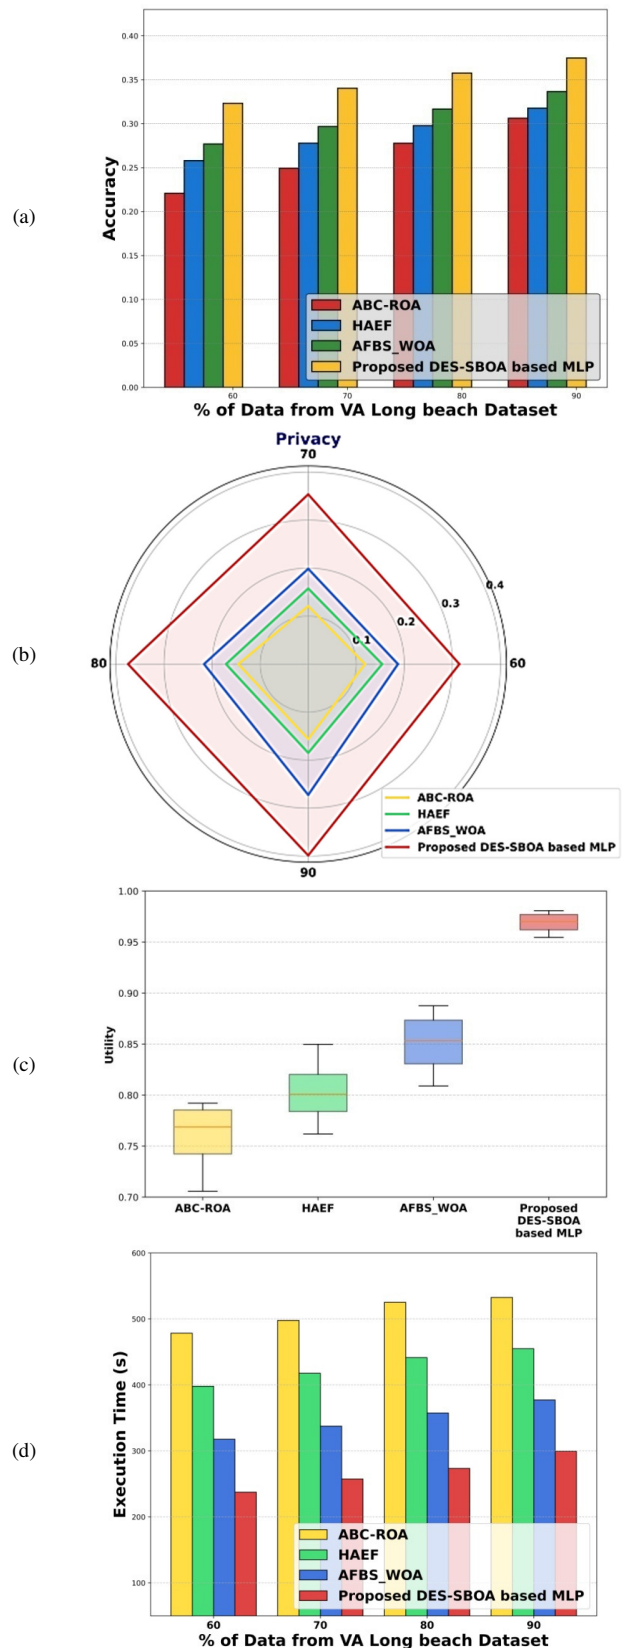 (a)
Accuracy
0.40
0.35
0.30
0.25
0.20
0.15
0.10
0.05
0.00
ABC-ROA
HAEF
AFBS_WOA
Proposed DES-SBOA based MLP
60 70 80 90
% of Data from VA Long beach Dataset
(b)
Privacy
70
0.4
0.3
0.2
0.1
80
60
ABC-ROA
HAEF
AFBS_WOA
Proposed DES-SBOA based MLP
90
(c)
Utility
1.00
0.95
0.90
0.85
0.80
0.75
0.70
ABC-ROA HAEF AFBS_WOA Proposed
DES-SBOA
based MLP
(d)
Execution Time (s)
600
500
400
300
200
100
ABC-ROA
HAEF
AFBS_WOA
Proposed DES-SBOA based MLP
60 70 80 90
% of Data from VA Long beach Dataset